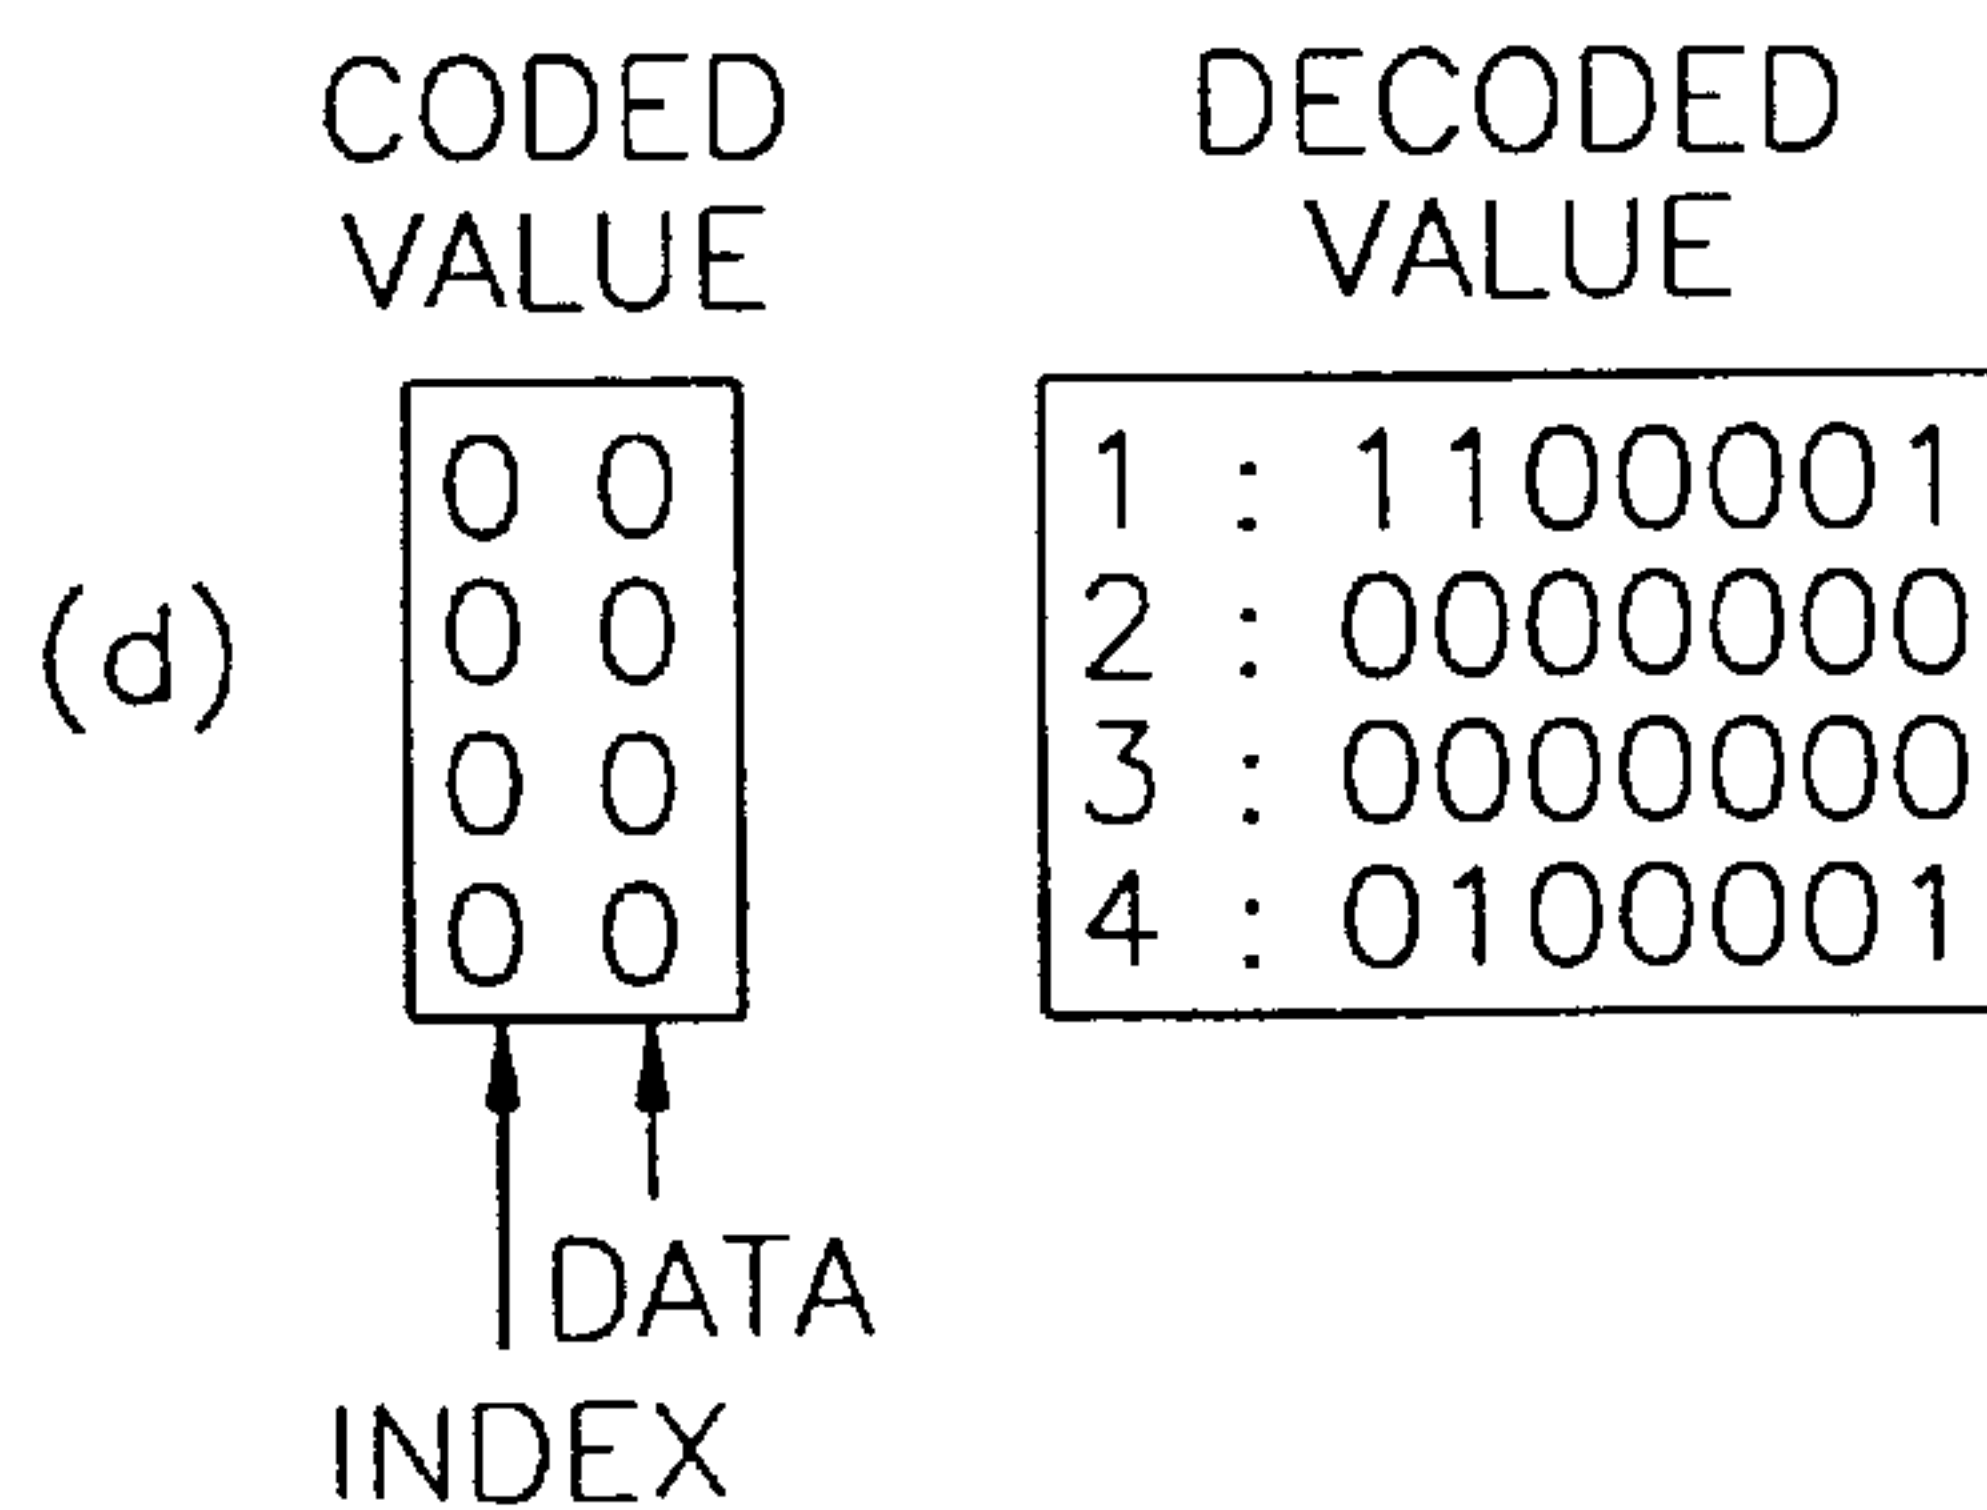 CODED DECODED
VALUE VALUE
(d)
0 0 1 : 1100001
0 0 2 : 0000000
0 0 3 : 0000000
0 0 4 : 0100001
DATA
INDEX